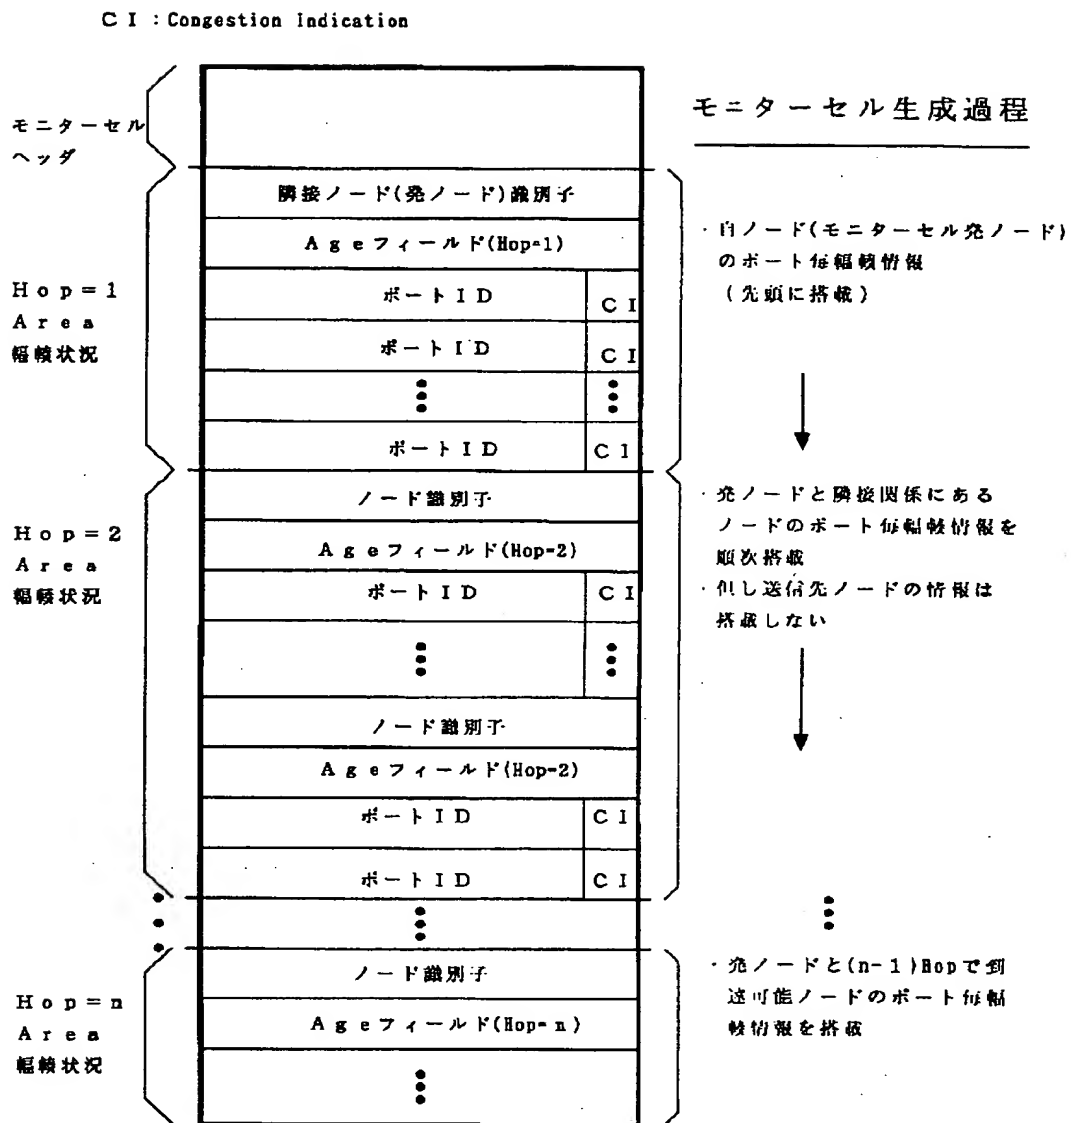 CI:Congestion Indication
モニターセル生成過程
モニターセル
ヘッダ
隣接ノード(発ノード)識別子
Ageフィールド(Hop=1)
ポートID CI
ポートID CI
ポートID CI
Hop=1
Area
輻輳状況
・自ノード(モニターセル発ノード)
のポート毎輻輳情報
(先頭に搭載)
ノード識別子
Ageフィールド(Hop=2)
ポートID CI
ノード識別子
Ageフィールド(Hop=2)
ポートID CI
ポートID CI
Hop=2
Area
輻輳状況
・発ノードと隣接関係にある
ノードのポート毎輻輳情報を
順次搭載
・但し送信先ノードの情報は
搭載しない
ノード識別子
Ageフィールド(Hop=n)
Hop=n
Area
輻輳状況
・発ノードと(n-1)Hopで到
達可能ノードのポート毎輻
輳情報を搭載